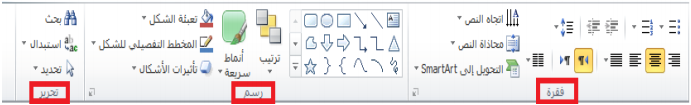 اتجاه النص
محاذاة النص
التحويل إلى SmartArt
فقرة
ترتيب
أنماط سريعة
تعبئة الشكل
المخطط التفصيلي للشكل
تأثيرات الأشكال
رسم
بحث
استبدال
تحديد
تحرير